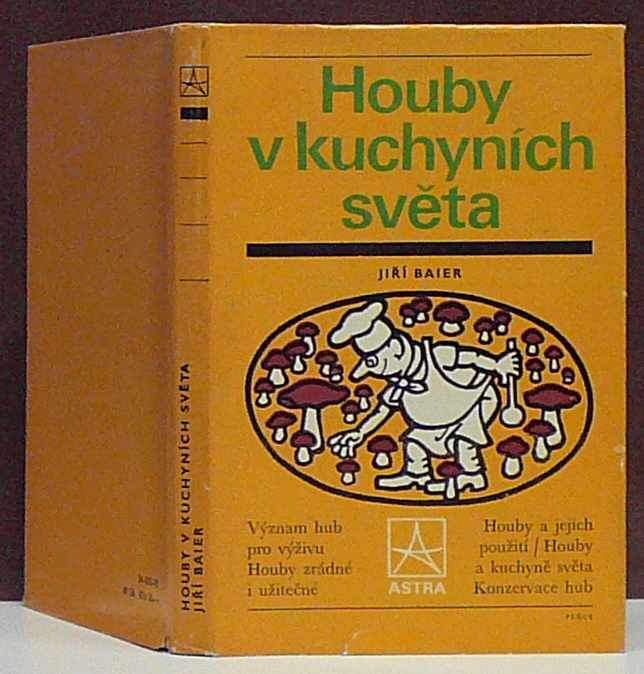 Houby
v kuchyních
světa
JIŘÍ BAIER
Význam hub
pro výživu
Houby zrádné
i užitečné
ASTRA
Houby a jejich
použití / Houby
a kuchyně světa
Konzervace hub
PRÁCE
HOUBY V KUCHYNÍCH SVĚTA
JIŘÍ BAIER